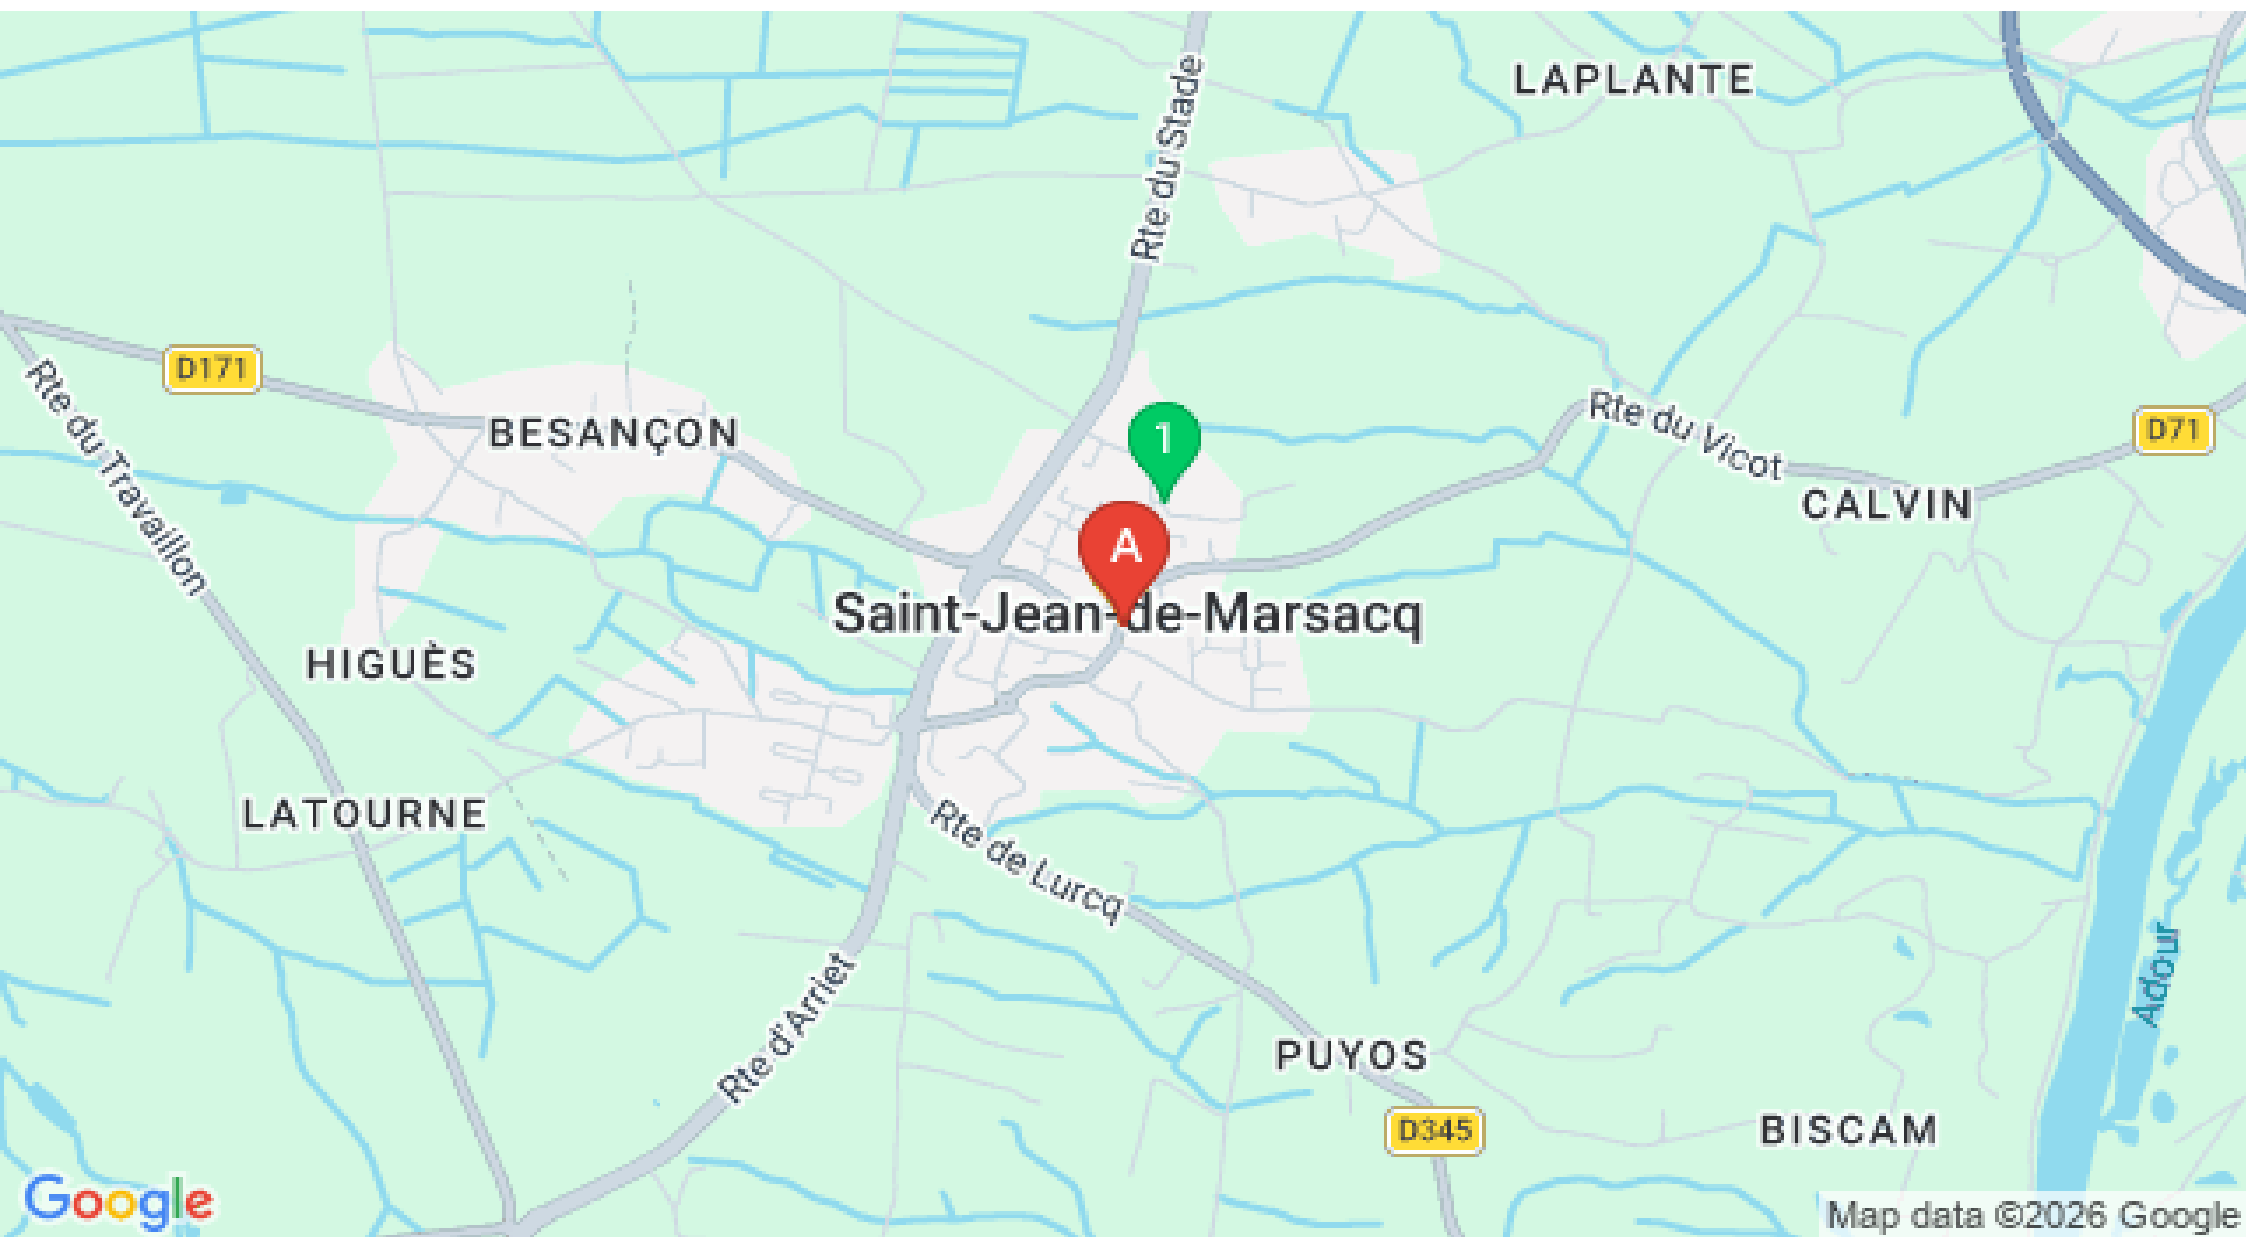 LAPLANTE
Rte du Stade
D171
BESANÇON
Rte du Travaillon
1
Rte du Vicot
D71
CALVIN
A
Saint-Jean-de-Marsacq
HIGUÈS
LATOURNE
Rte de Lurcq
Rte d'Arriet
Adour
PUYOS
D345
BISCAM
Google
Map data ©2026 Google